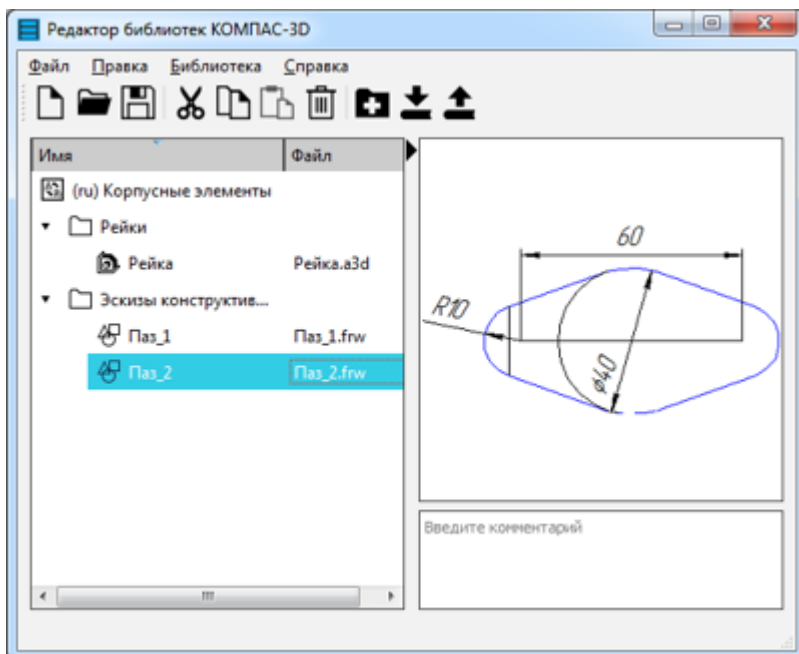 Редактор библиотек КОМПАС-3D
Файл Правка Библиотека Справка
Имя Файл
(ru) Корпусные элементы
Рейки
Рейка Рейка.a3d
Эскизы конструктив...
Паз_1 Паз_1.frw
Паз_2 Паз_2.frw
60
R10
⌀40
Введите комментарий